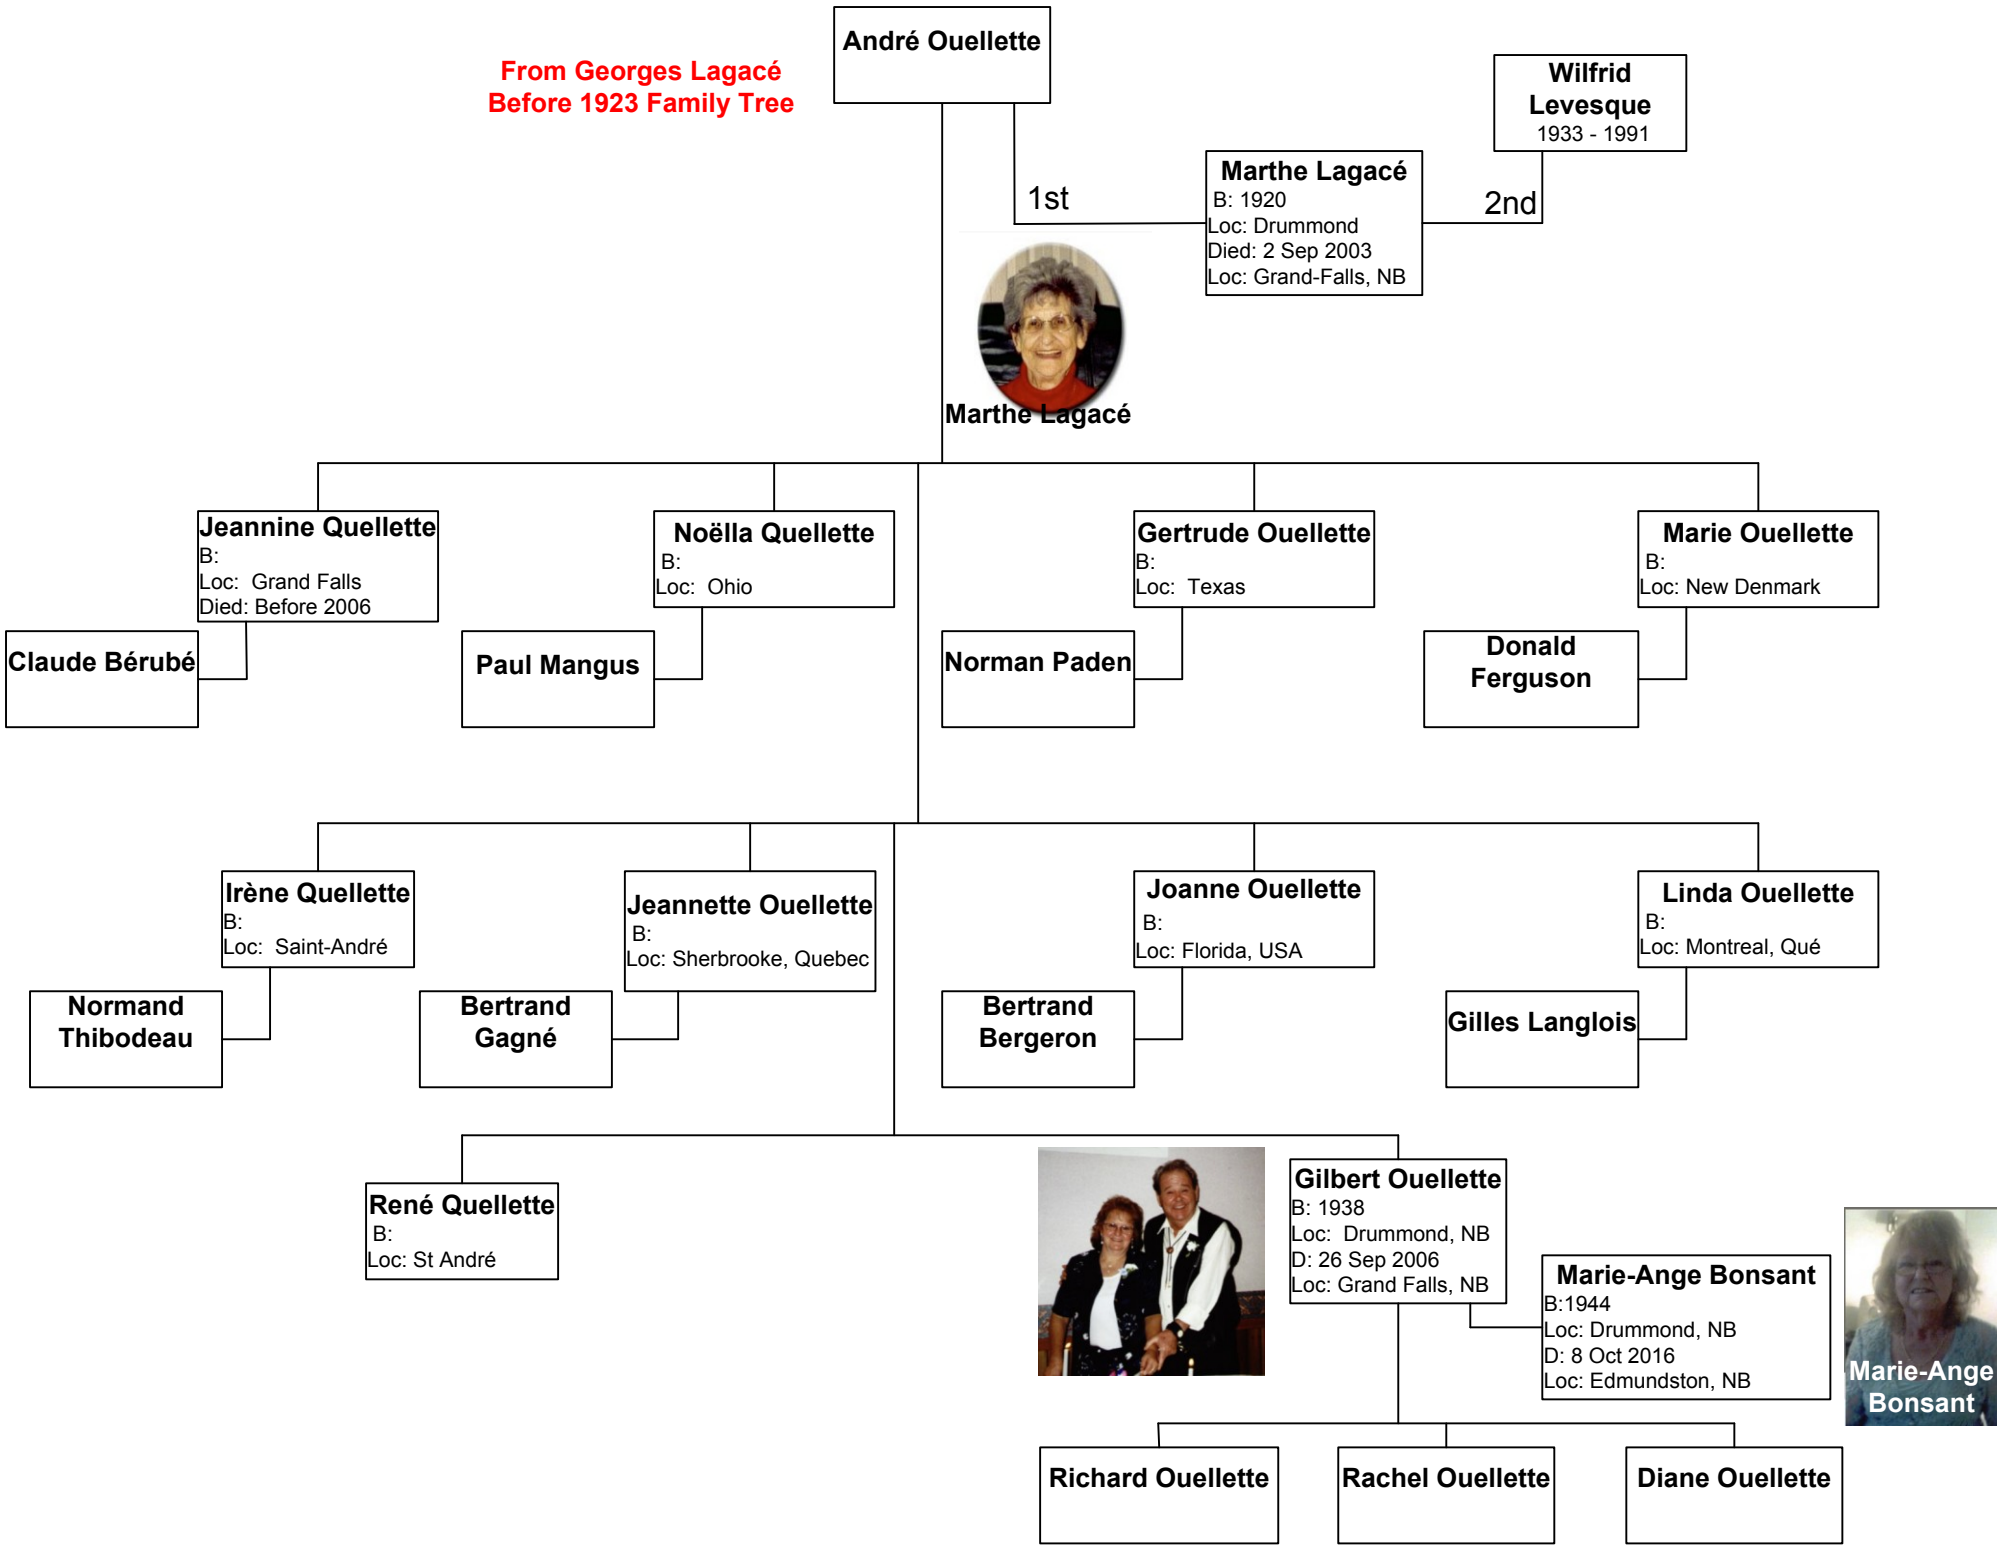 André Ouellette
From Georges Lagacé
Before 1923 Family Tree
Wilfrid
Levesque
1933 - 1991
Marthe Lagacé
B: 1920
Loc: Drummond
Died: 2 Sep 2003
Loc: Grand-Falls, NB
1st
2nd
Marthe Lagacé
Jeannine Quellette
B:
Loc: Grand Falls
Died: Before 2006
Noëlla Quellette
B:
Loc: Ohio
Gertrude Ouellette
B:
Loc: Texas
Marie Ouellette
B:
Loc: New Denmark
Claude Bérubé
Paul Mangus
Norman Paden
Donald
Ferguson
Irène Quellette
B:
Loc: Saint-André
Jeannette Ouellette
B:
Loc: Sherbrooke, Quebec
Joanne Ouellette
B:
Loc: Florida, USA
Linda Ouellette
B:
Loc: Montreal, Qué
Normand
Thibodeau
Bertrand
Gagné
Bertrand
Bergeron
Gilles Langlois
René Quellette
B:
Loc: St André
Gilbert Ouellette
B: 1938
Loc: Drummond, NB
D: 26 Sep 2006
Loc: Grand Falls, NB
Marie-Ange Bonsant
B:1944
Loc: Drummond, NB
D: 8 Oct 2016
Loc: Edmundston, NB
Marie-Ange
Bonsant
Richard Ouellette
Rachel Ouellette
Diane Ouellette